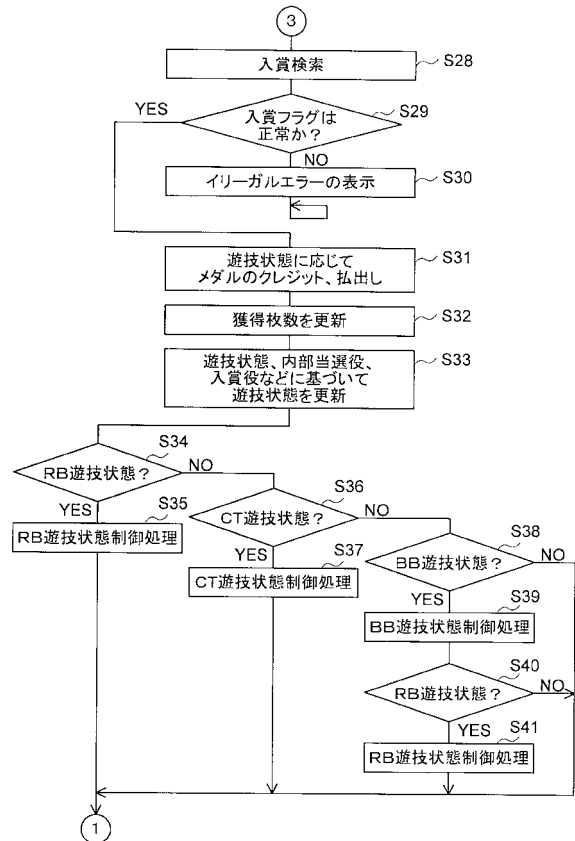 3
入賞検索
S28
YES
入賞フラグは
正常か？
S29
NO
イリーガルエラーの表示
S30
遊技状態に応じて
メダルのクレジット、払出し
S31
獲得枚数を更新
S32
遊技状態、内部当選役、
入賞役などに基づいて
遊技状態を更新
S33
RB遊技状態？
S34
NO
YES
S35
RB遊技状態制御処理
CT遊技状態？
S36
NO
YES
S37
CT遊技状態制御処理
BB遊技状態？
S38
NO
YES
S39
BB遊技状態制御処理
RB遊技状態？
S40
NO
YES
S41
RB遊技状態制御処理
1